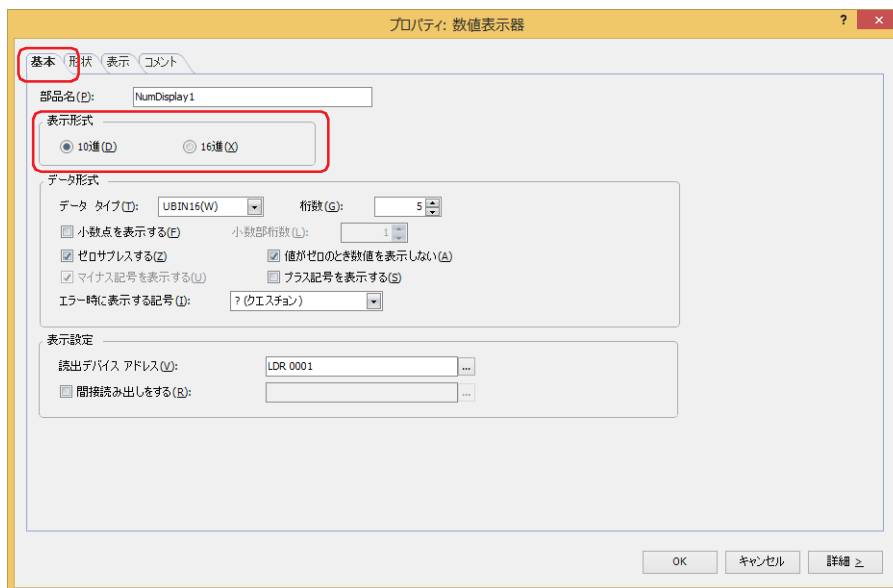 プロパティ: 数値表示器 ? ×
基本 形状 表示 コメント
部品名(P): NumDisplay1
表示形式
10進(D) 16進(X)
データ形式
データ タイプ(T): UBIN16(W) 桁数(G): 5
小数点を表示する(F) 小数部桁数(L): 1
ゼロサプレスする(Z) 値がゼロのとき数値を表示しない(A)
マイナス記号を表示する(U) プラス記号を表示する(S)
エラー時に表示する記号(I): ? (クエスチョン)
表示設定
読出デバイス アドレス(V): LDR 0001 ...
間接読み出しをする(R): ...
OK キャンセル 詳細 >